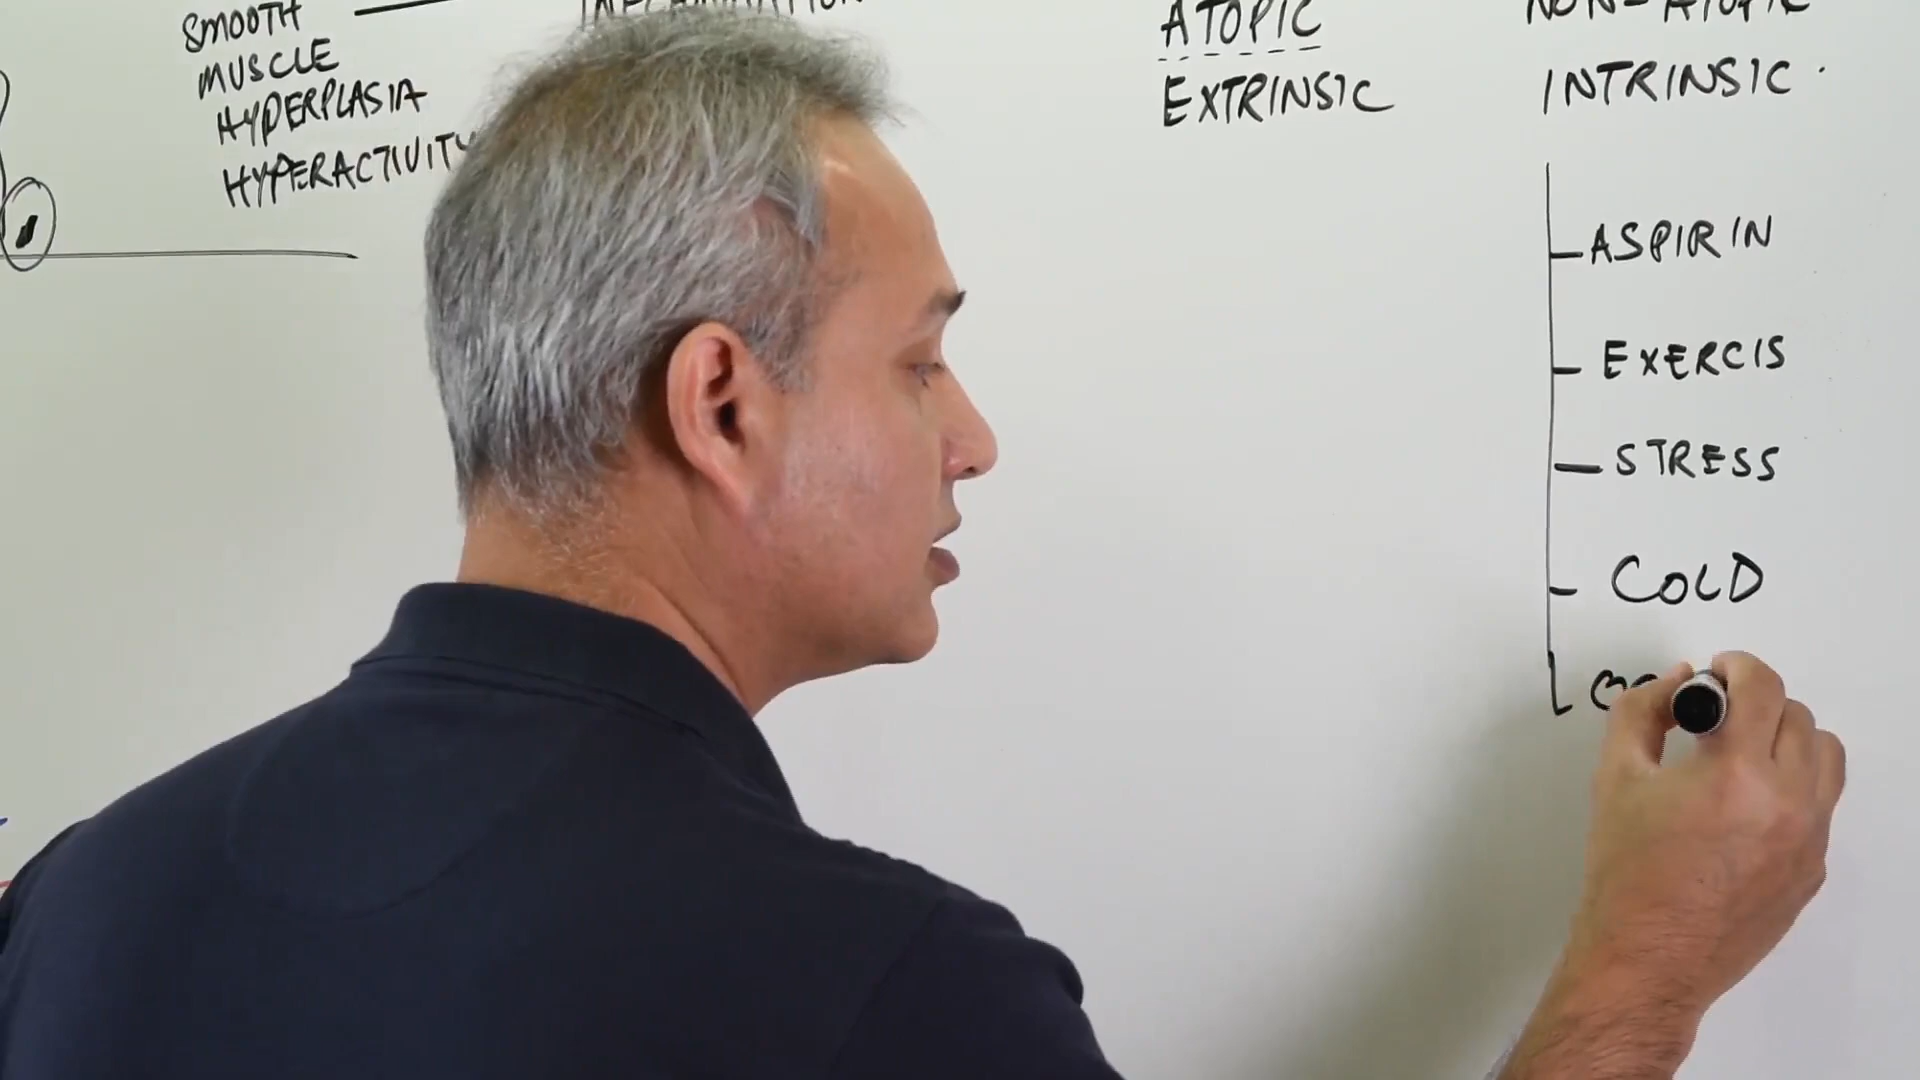 SMOOTH
MUSCLE
HYPERPLASIA
HYPERACTIVITY
ATOPIC
EXTRINSIC
NON-ATOPIC
INTRINSIC
ASPIRIN
EXERCIS
STRESS
COLD